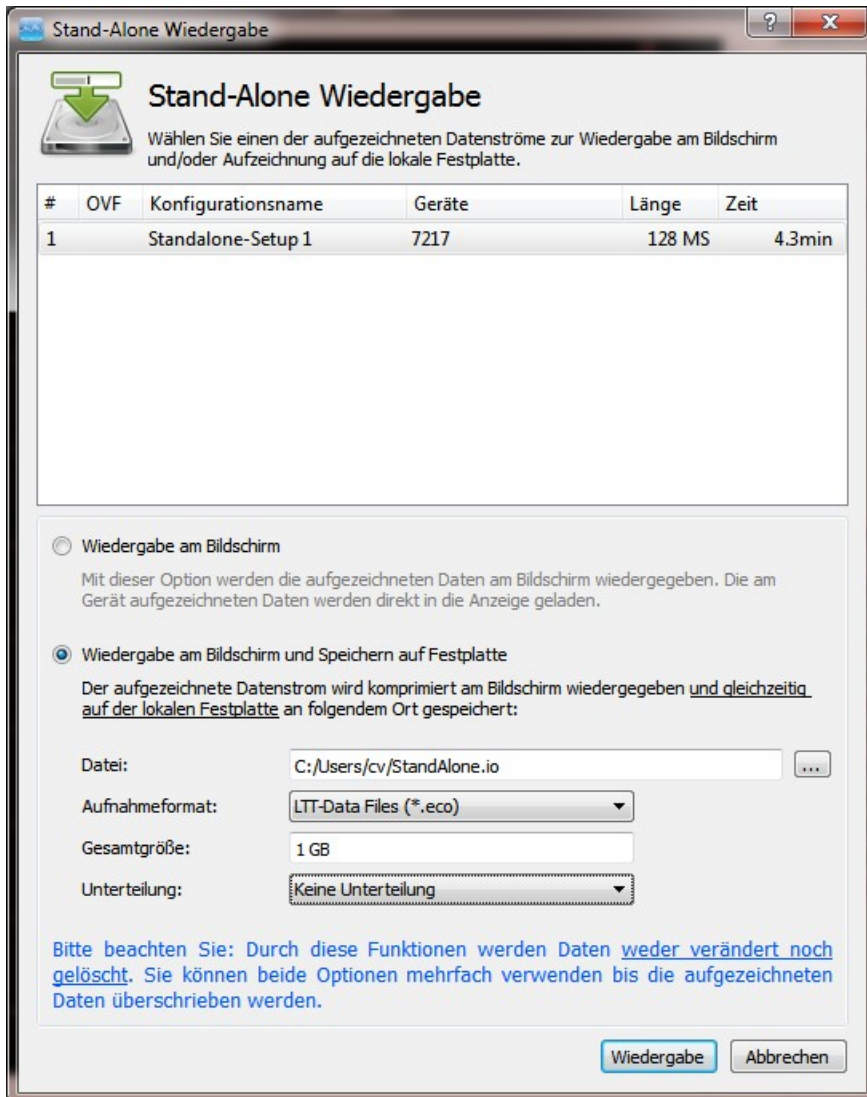 Stand-Alone Wiedergabe
Stand-Alone Wiedergabe
Wählen Sie einen der aufgezeichneten Datenströme zur Wiedergabe am Bildschirm
und/oder Aufzeichnung auf die lokale Festplatte.
# OVF Konfigurationsname Geräte Länge Zeit
1 Standalone-Setup 1 7217 128 MS 4.3min
Wiedergabe am Bildschirm
Mit dieser Option werden die aufgezeichneten Daten am Bildschirm wiedergegeben. Die am
Gerät aufgezeichneten Daten werden direkt in die Anzeige geladen.
Wiedergabe am Bildschirm und Speichern auf Festplatte
Der aufgezeichnete Datenstrom wird komprimiert am Bildschirm wiedergegeben und gleichzeitig
auf der lokalen Festplatte an folgendem Ort gespeichert:
Datei: C:/Users/cv/StandAlone.io ...
Aufnahmeformat: LTT-Data Files (*.eco)
Gesamtgröße: 1 GB
Unterteilung: Keine Unterteilung
Bitte beachten Sie: Durch diese Funktionen werden Daten weder verändert noch
gelöscht. Sie können beide Optionen mehrfach verwenden bis die aufgezeichneten
Daten überschrieben werden.
Wiedergabe Abbrechen